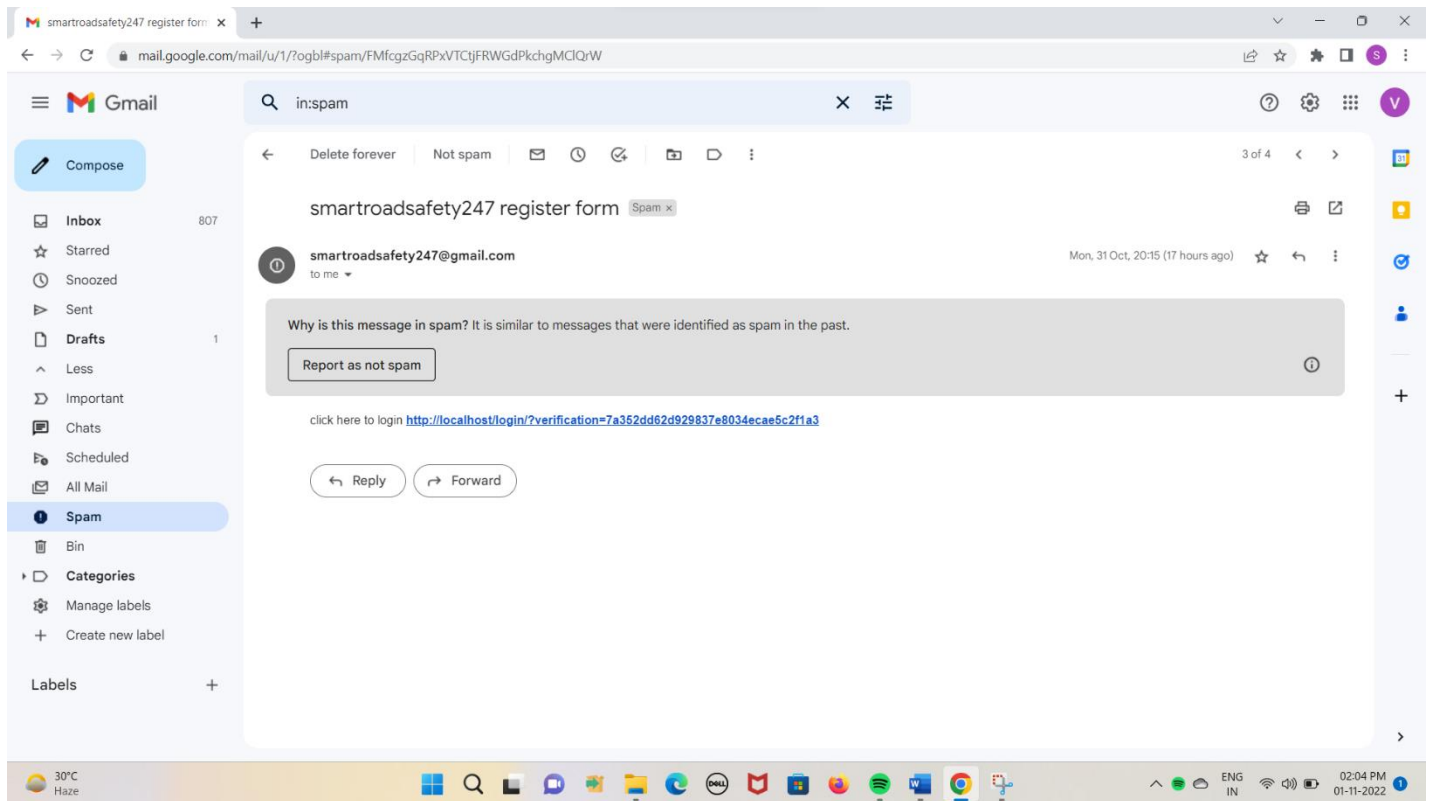 smartroadsafety247 register form
mail.google.com/mail/u/1/?ogbl#spam/FMfcgzGqRPxVTCtjFRWGdPkchgMClQrW
S
Gmail
in:spam
V
Compose
Delete forever Not spam
3 of 4
31
smartroadsafety247 register form Spam ×
Inbox 807
Starred
Snoozed
Sent
Drafts 1
Less
Important
Chats
Scheduled
All Mail
Spam
Bin
Categories
Manage labels
Create new label
Labels +
smartroadsafety247@gmail.com
Mon, 31 Oct, 20:15 (17 hours ago)
to me
Why is this message in spam? It is similar to messages that were identified as spam in the past.
Report as not spam
click here to login http://localhost/login/?verification=7a352dd62d929837e8034ecae5c2f1a3
Reply Forward
30°C
Haze
DELL
W
ENG
IN
02:04 PM
01-11-2022
1